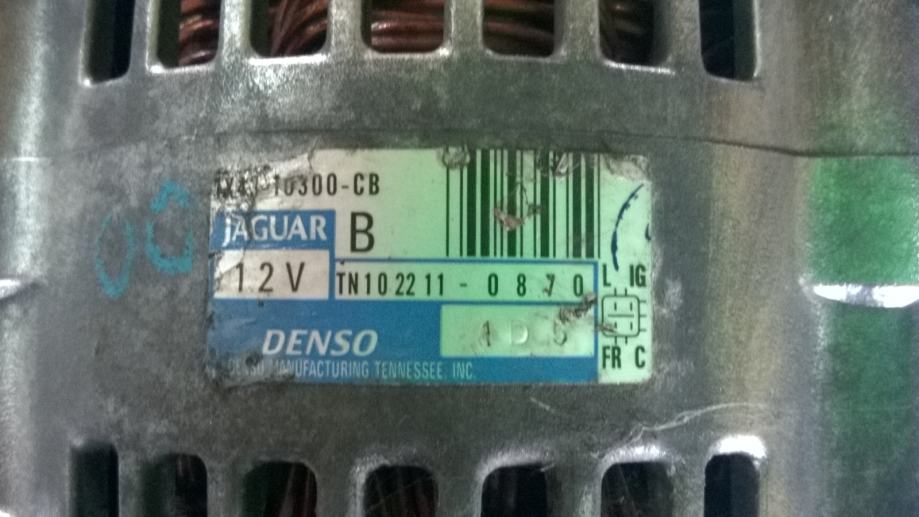 10300-CB
JAGUAR
B
12V
TN102211-0870
L IG
DENSO
FR C
DENSO MANUFACTURING TENNESSEE, INC.